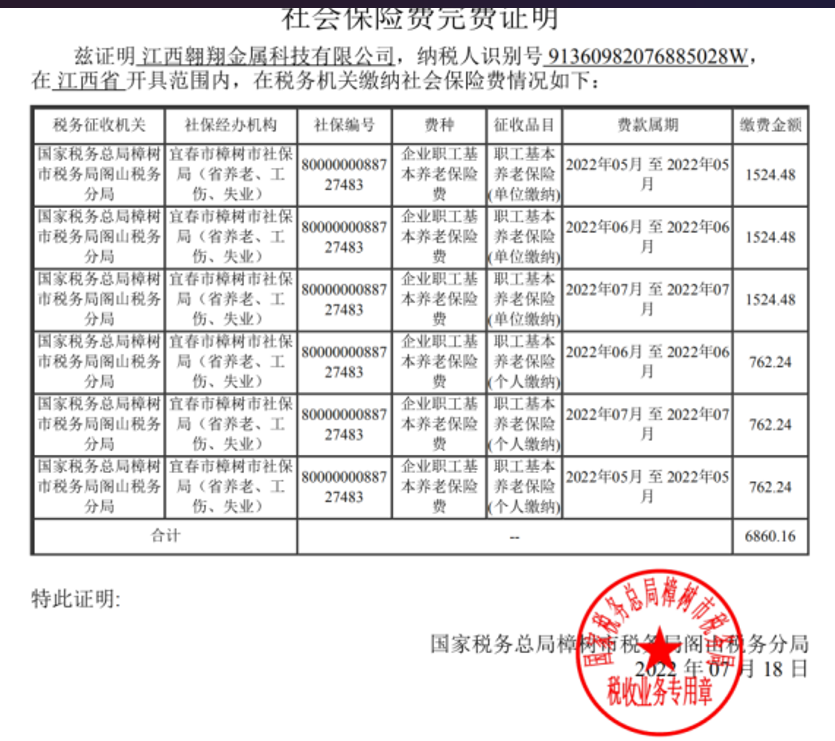 社会保险费完费证明
兹证明 江西翱翔金属科技有限公司，纳税人识别号 91360982076885028W，
在 江西省 开具范围内，在税务机关缴纳社会保险费情况如下：
税务征收机关 社保经办机构 社保编号 费种 征收品目 费款属期 缴费金额
国家税务总局樟树 宜春市樟树市社保 80000000887 企业职工基 职工基本 2022年05月 至 2022年05 1524.48
市税务局阁山税务 局（省养老、工 27483 本养老保险 养老保险 月
分局 伤、失业） 费 (单位缴纳)
国家税务总局樟树 宜春市樟树市社保 80000000887 企业职工基 职工基本 2022年06月 至 2022年06 1524.48
市税务局阁山税务 局（省养老、工 27483 本养老保险 养老保险 月
分局 伤、失业） 费 (单位缴纳)
国家税务总局樟树 宜春市樟树市社保 80000000887 企业职工基 职工基本 2022年07月 至 2022年07 1524.48
市税务局阁山税务 局（省养老、工 27483 本养老保险 养老保险 月
分局 伤、失业） 费 (单位缴纳)
国家税务总局樟树 宜春市樟树市社保 80000000887 企业职工基 职工基本 2022年06月 至 2022年06 762.24
市税务局阁山税务 局（省养老、工 27483 本养老保险 养老保险 月
分局 伤、失业） 费 (个人缴纳)
国家税务总局樟树 宜春市樟树市社保 80000000887 企业职工基 职工基本 2022年07月 至 2022年07 762.24
市税务局阁山税务 局（省养老、工 27483 本养老保险 养老保险 月
分局 伤、失业） 费 (个人缴纳)
国家税务总局樟树 宜春市樟树市社保 80000000887 企业职工基 职工基本 2022年05月 至 2022年05 762.24
市税务局阁山税务 局（省养老、工 27483 本养老保险 养老保险 月
分局 伤、失业） 费 (个人缴纳)
合计 -- 6860.16
特此证明:
国家税务总局樟树市税务局阁山税务分局
2022 年 07 月 18 日
国家税务总局樟树市税务局
税收业务专用章